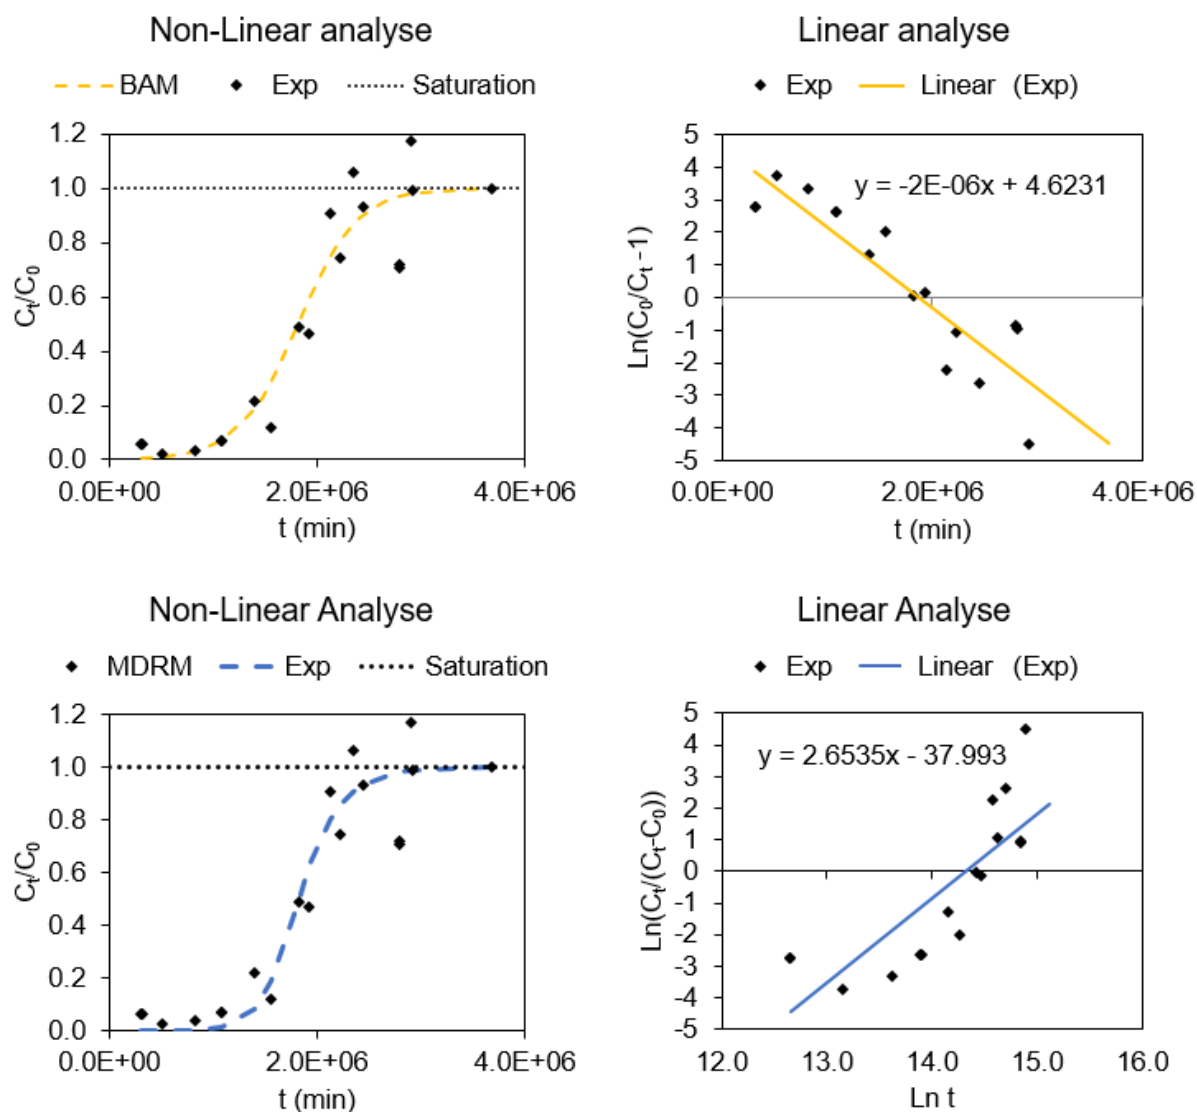 Non-Linear analyse
BAM Exp Saturation
1.2
1.0
0.8
0.6
0.4
0.2
0.0
Cₜ/C₀
0.0E+00 2.0E+06 4.0E+06
t (min)
Linear analyse
Exp Linear (Exp)
5
4
3
2
1
0
-1
-2
-3
-4
-5
y = -2E-06x + 4.6231
Ln(C₀/Cₜ -1)
0.0E+00 2.0E+06 4.0E+06
t (min)
Non-Linear Analyse
MDRM Exp Saturation
1.2
1.0
0.8
0.6
0.4
0.2
0.0
Cₜ/C₀
0.0E+00 2.0E+06 4.0E+06
t (min)
Linear Analyse
Exp Linear (Exp)
5
4
3
2
1
0
-1
-2
-3
-4
-5
y = 2.6535x - 37.993
Ln(Cₜ/(Cₜ-C₀))
12.0 13.0 14.0 15.0 16.0
Ln t